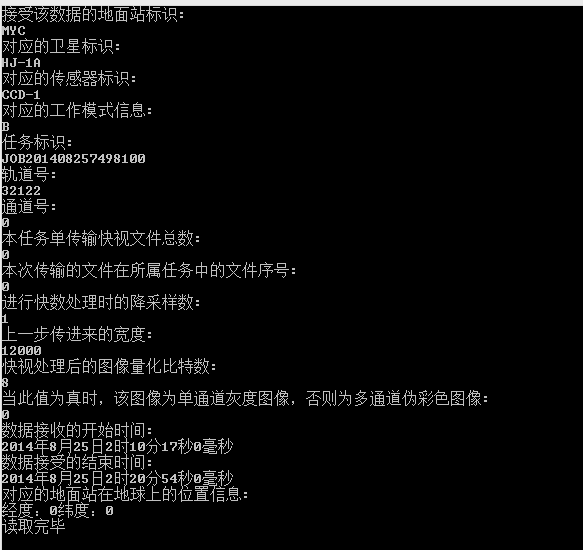 接受该数据的地面站标识：
MYC
对应的卫星标识：
HJ-1A
对应的传感器标识：
CCD-1
对应的工作模式信息：
B
任务标识：
JOB201408257498100
轨道号：
32122
通道号：
0
本任务单传输快视文件总数：
0
本次传输的文件在所属任务中的文件序号：
0
进行快数处理时的降采样数：
1
上一步传进来的宽度：
12000
快视处理后的图像量化比特数：
8
当此值为真时，该图像为单通道灰度图像，否则为多通道伪彩色图像：
0
数据接收的开始时间：
2014年8月25日2时10分17秒0毫秒
数据接受的结束时间：
2014年8月25日2时20分54秒0毫秒
对应的地面站在地球上的位置信息：
经度：0纬度：0
读取完毕